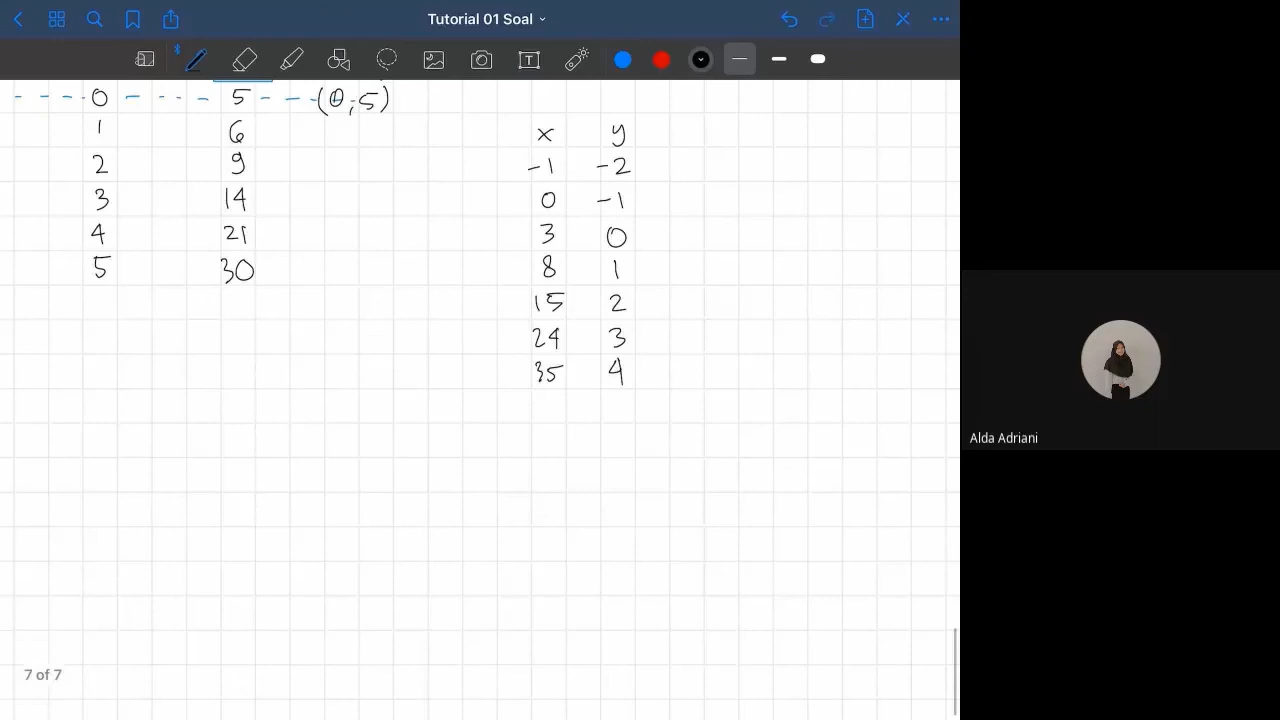 Tutorial 01 Soal
0 5 (0,5)
1 6
2 9
3 14
4 21
5 30
x y
-1 -2
0 -1
3 0
8 1
15 2
24 3
35 4
Alda Adriani
7 of 7